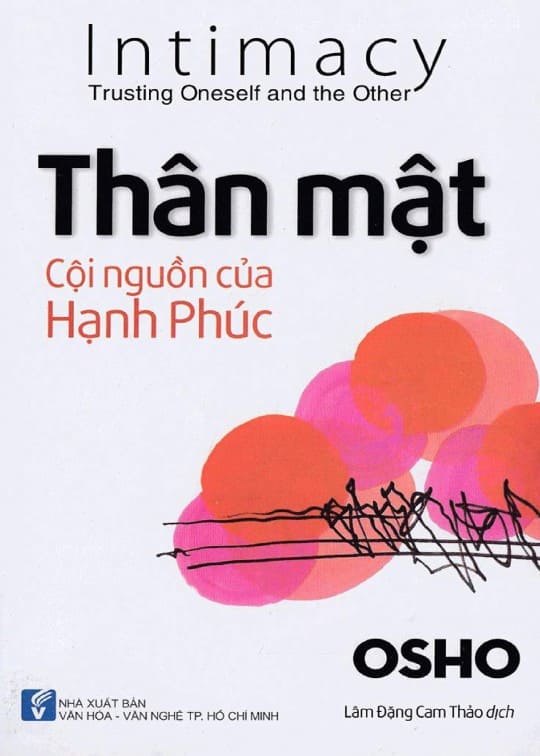 Intimacy
Trusting Oneself and the Other
Thân mật
Cội nguồn của
Hạnh Phúc
OSHO
Lâm Đặng Cam Thảo dịch
NHÀ XUẤT BẢN
VĂN HÓA - VĂN NGHỆ TP. HỒ CHÍ MINH